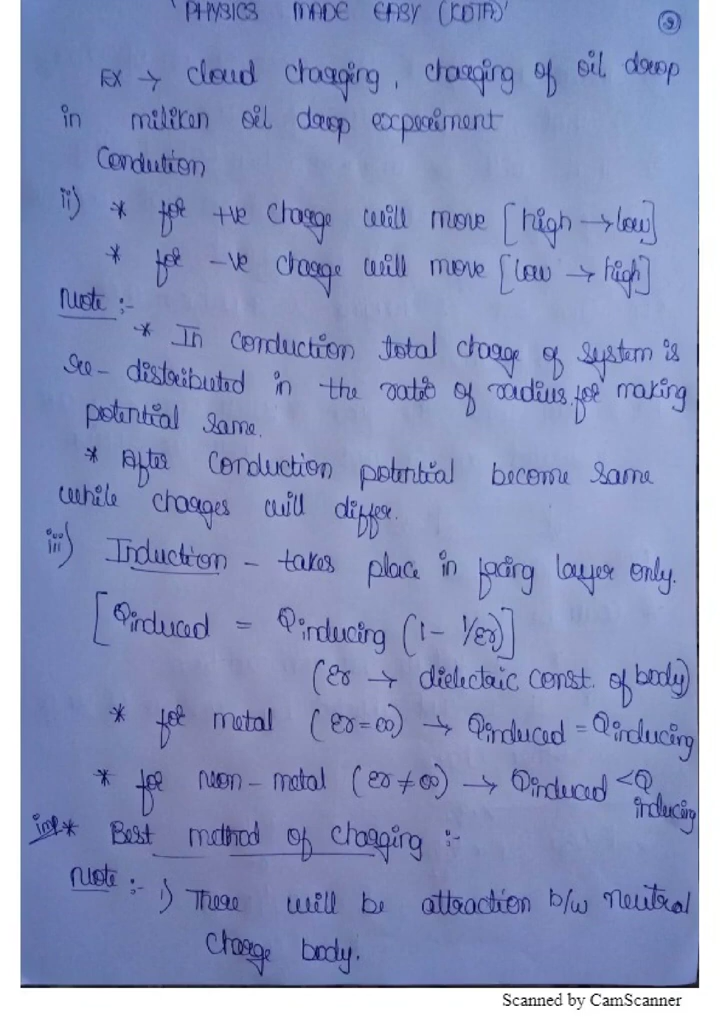 'PHYSICS MADE EASY (KOTA)'
9
EX → cloud charging, charging of oil drop
in miliken oil drop experiment
Condution
ii) * for +ve charge will move [high → low]
* for -ve charge will move [low → high]
Note :-
* In conduction total charge of system is
re-distributed in the ratio of radius for making
potential same.
* After conduction potential become same
while charges will differ.
iii) Induction - takes place in facing layer only.
[Qinduced = Qinducing (1 - 1/εr)]
(εr → dielectric const. of body)
* for metal (εr = ∞) → Qinduced = Qinducing
* for non-metal (εr ≠ ∞) → Qinduced < Q
inducing
imp * Best method of charging :-
Note :- i) There will be attraction b/w neutral
charge body.
Scanned by CamScanner